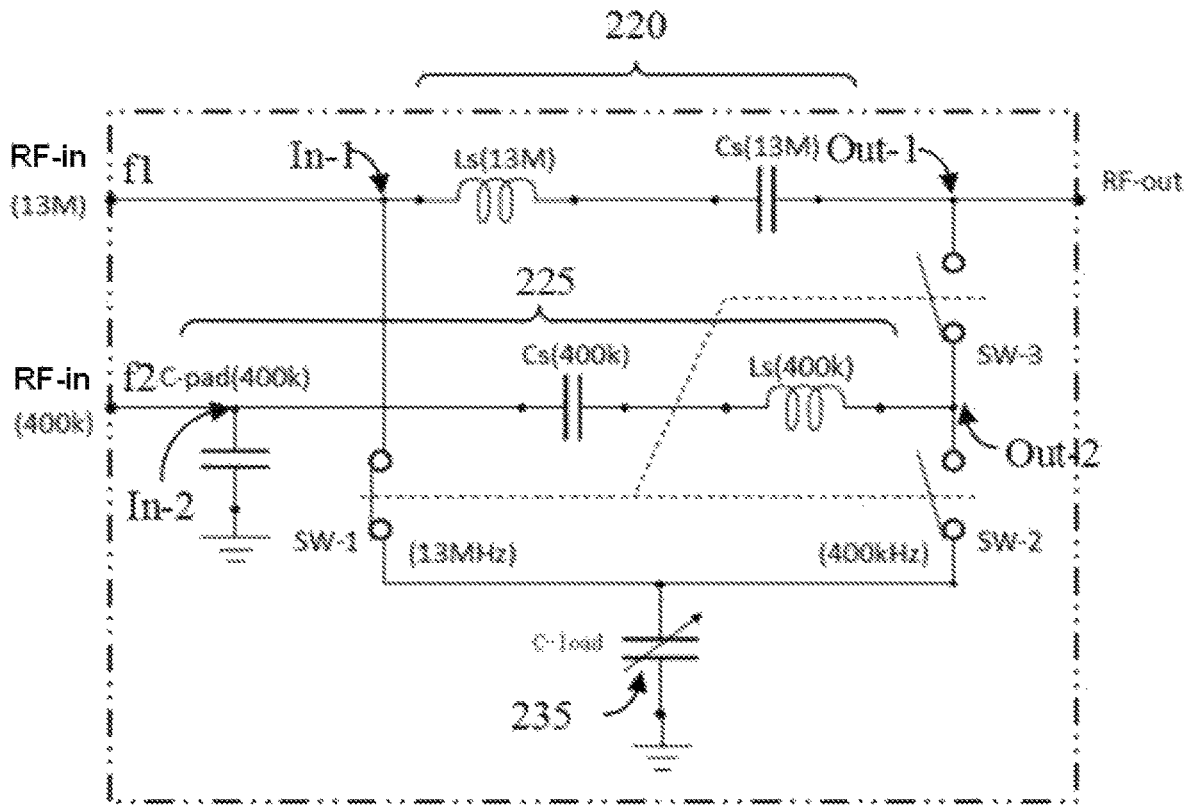 220
RF-in
(13M)
f1
In-1
Ls(13M)
Cs(13M)
Out-1
RF-out
225
RF-in
(400k)
f2
C-pad(400k)
Cs(400k)
Ls(400k)
SW-3
In-2
Out-2
SW-1
(13MHz)
(400kHz)
SW-2
C-load
235